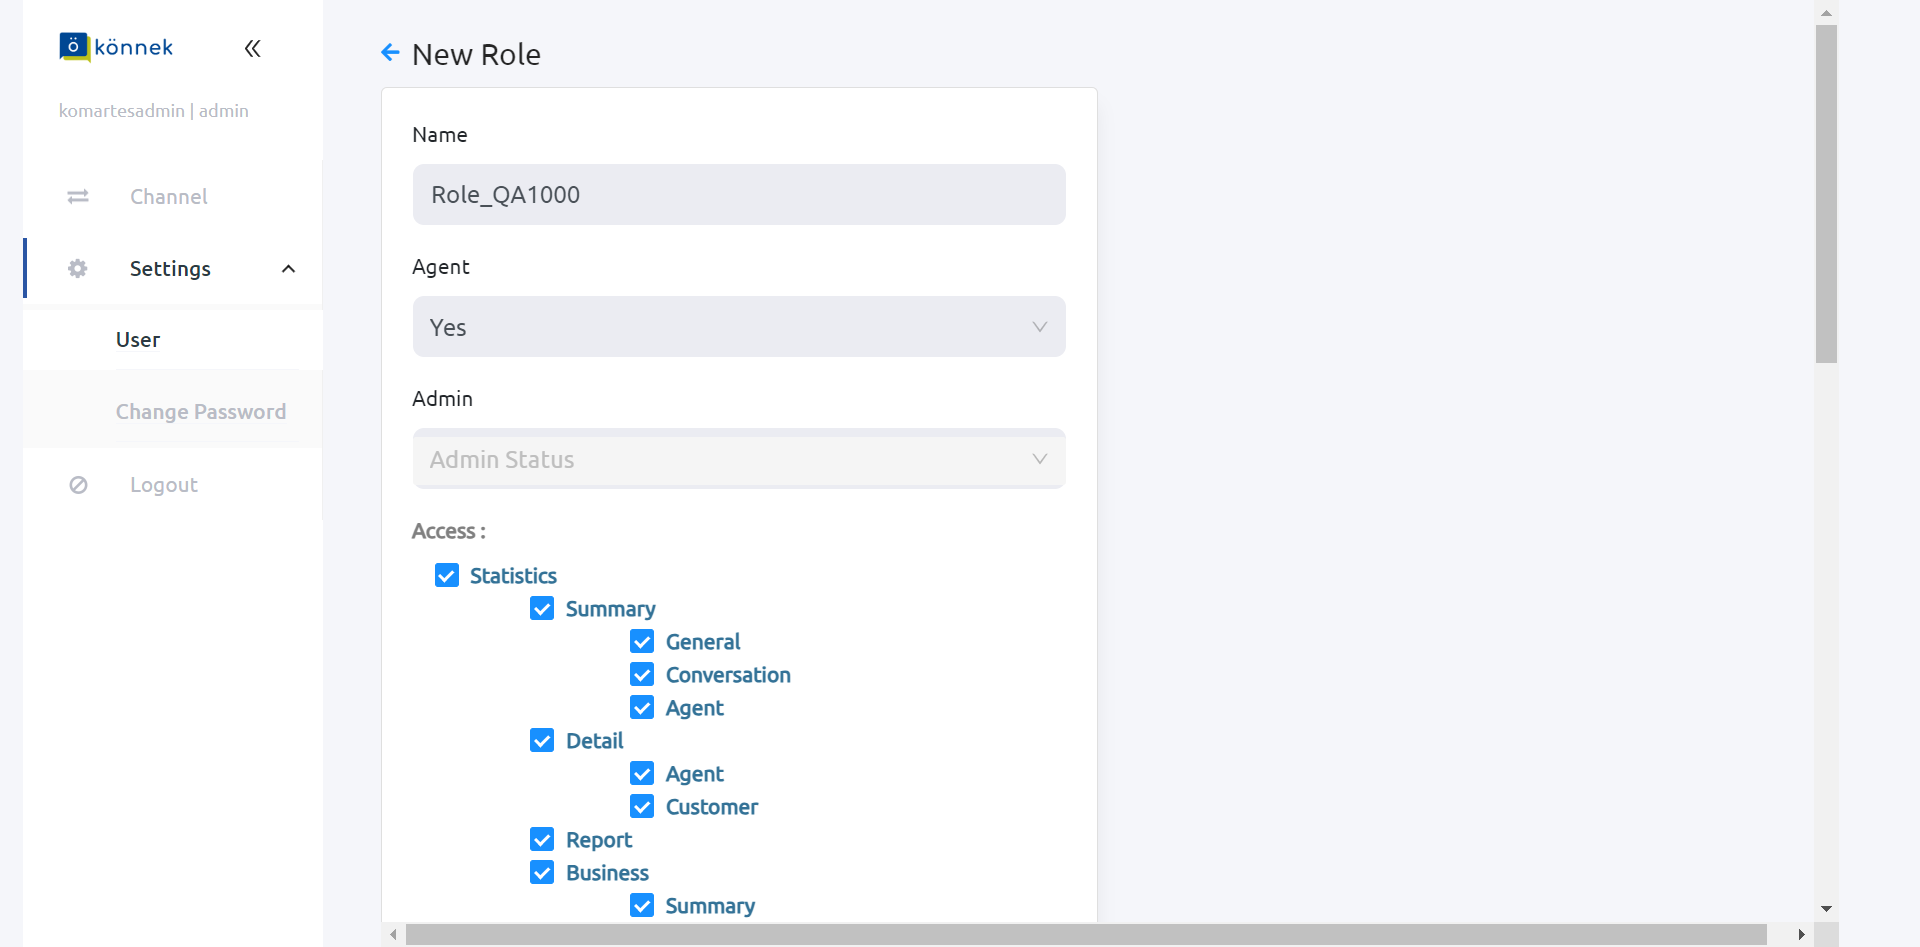 ö könnek
komartesadmin | admin
Channel
Settings
User
Change Password
Logout
New Role
Name
Role_QA1000
Agent
Yes
Admin
Admin Status
Access :
Statistics
Summary
General
Conversation
Agent
Detail
Agent
Customer
Report
Business
Summary